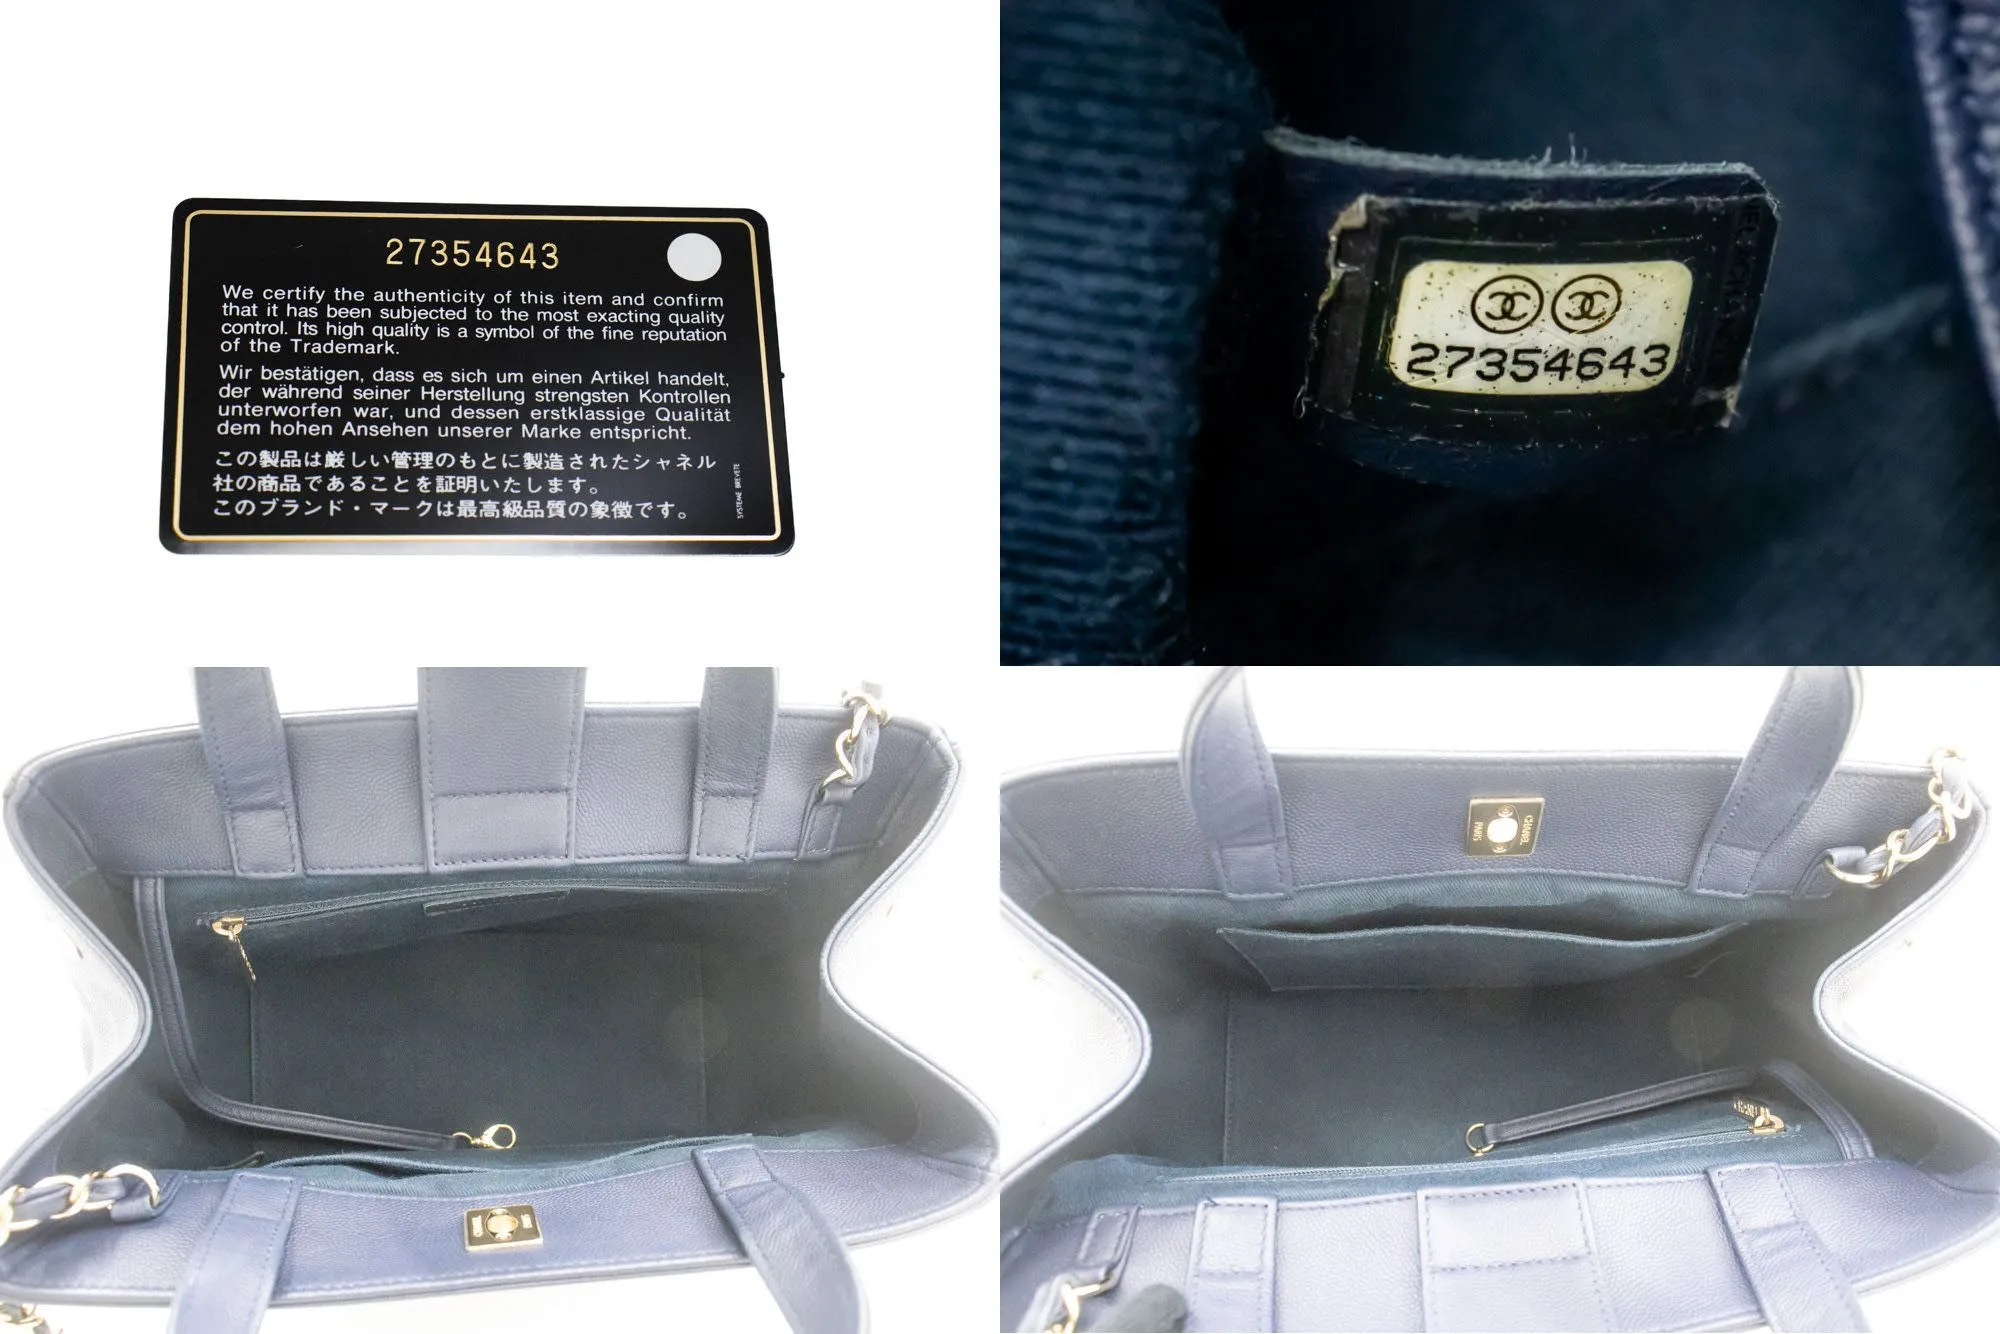 27354643
We certify the authenticity of this item and confirm
that it has been subjected to the most exacting quality
control. Its high quality is a symbol of the fine reputation
of the Trademark.
Wir bestätigen, dass es sich um einen Artikel handelt,
der während seiner Herstellung strengsten Kontrollen
unterworfen war, und dessen erstklassige Qualität
dem hohen Ansehen unserer Marke entspricht.
この製品は厳しい管理のもとに製造されたシャネル
社の商品であることを証明いたします。
このブランド・マークは最高級品質の象徴です。
SYSTEME BREVETE
27354643
CHANEL
PARIS